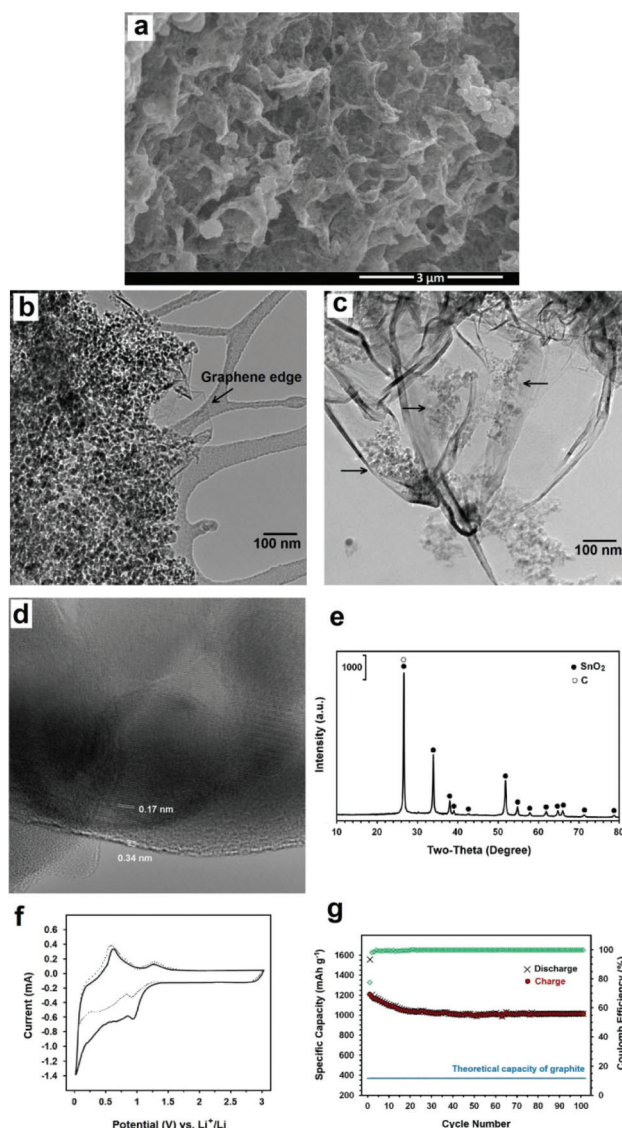 a
3 µm
b
Graphene edge
100 nm
c
100 nm
d
0.17 nm
0.34 nm
e
1000
● SnO₂
○ C
Intensity (a.u.)
10 20 30 40 50 60 70 80
Two-Theta (Degree)
f
0.6
0.4
0.2
0.0
-0.2
-0.4
-0.6
-0.8
-1.0
-1.2
-1.4
Current (mA)
0 0.5 1 1.5 2 2.5 3
Potential (V) vs. Li⁺/Li
g
1600
1400
1200
1000
800
600
400
200
Specific Capacity (mAh g⁻¹)
Discharge
Charge
Theoretical capacity of graphite
100
80
60
40
20
0
Coulomb Efficiency (%)
0 10 20 30 40 50 60 70 80 90 100
Cycle Number